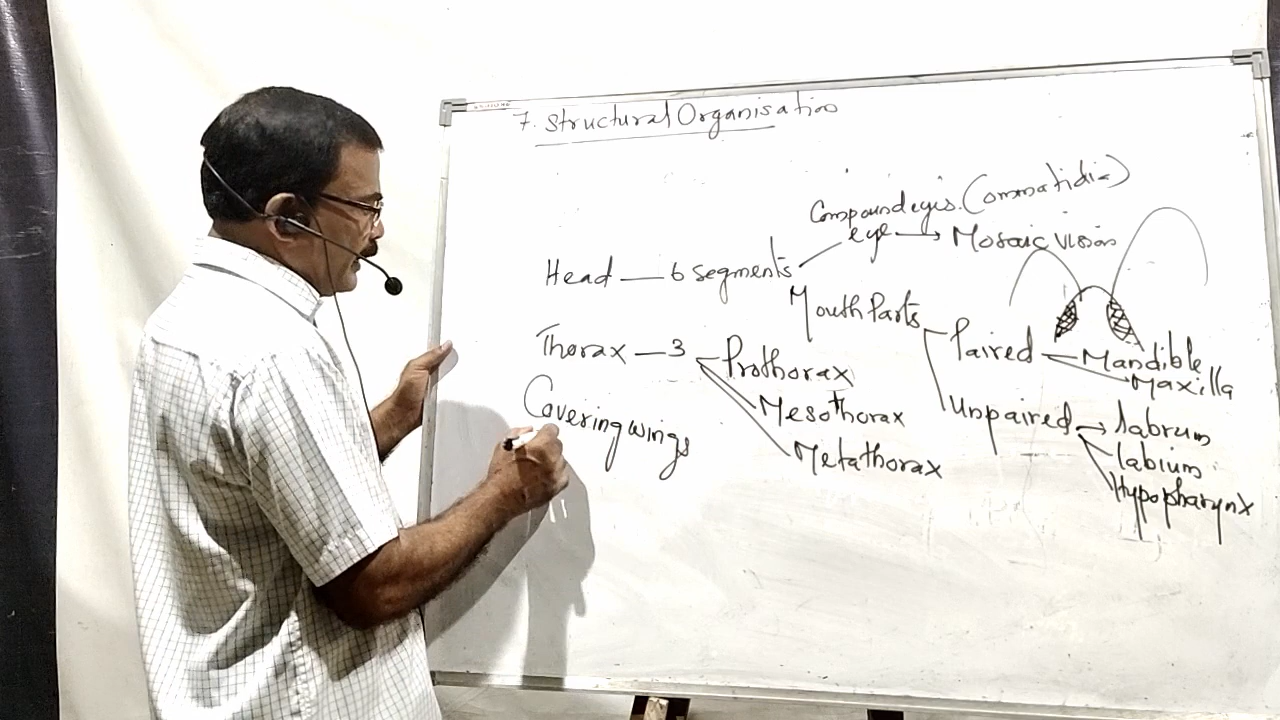 7. Structural Organisation
Compound eyes. (Ommatidia)
eye → Mosaic vision
Head — 6 segments
Mouth Parts
Paired
Mandible
Maxilla
Thorax — 3
Prothorax
Mesothorax
Metathorax
Unpaired → labrum
labium
Hypopharynx
Covering wings